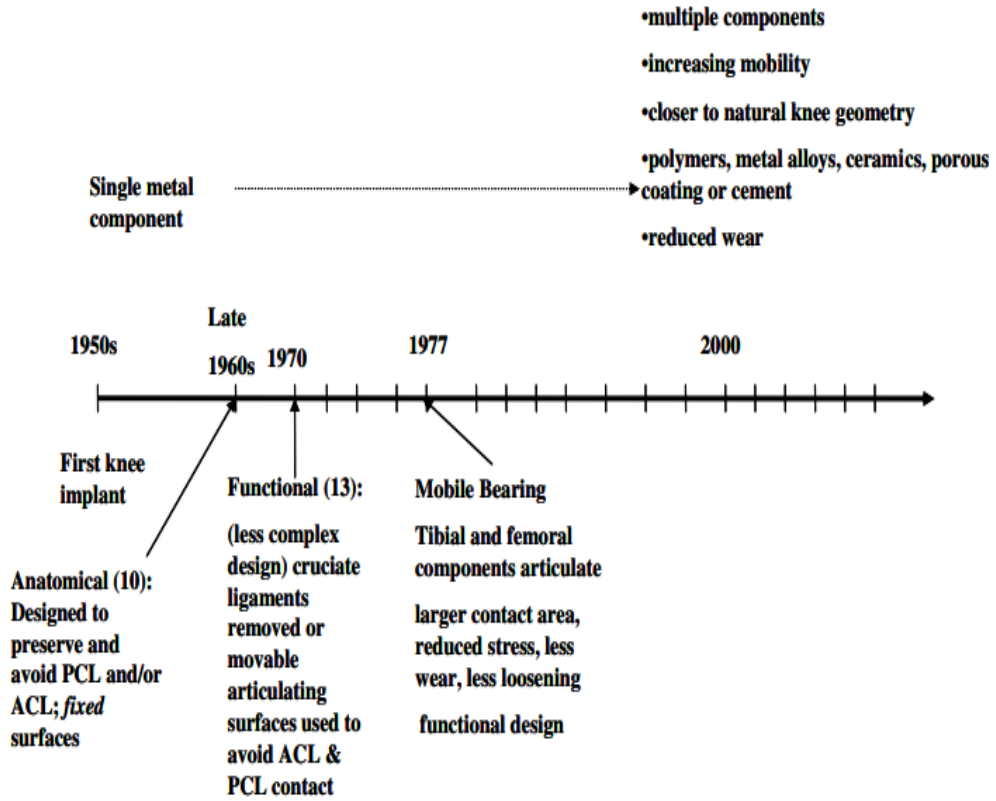 •multiple components
•increasing mobility
•closer to natural knee geometry
•polymers, metal alloys, ceramics, porous
coating or cement
•reduced wear
Single metal
component
1950s
Late
1960s
1970
1977
2000
First knee
implant
Anatomical (10):
Designed to
preserve and
avoid PCL and/or
ACL; fixed
surfaces
Functional (13):
(less complex
design) cruciate
ligaments
removed or
movable
articulating
surfaces used to
avoid ACL &
PCL contact
Mobile Bearing
Tibial and femoral
components articulate
larger contact area,
reduced stress, less
wear, less loosening
functional design